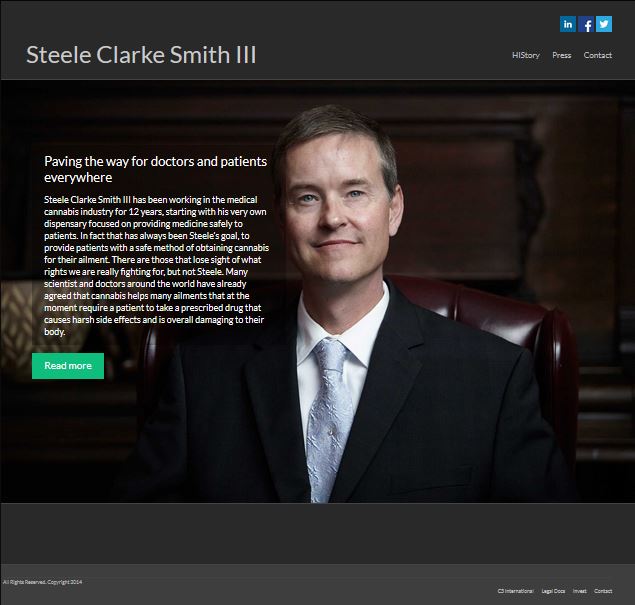 in f
Steele Clarke Smith III
HIStory Press Contact
Paving the way for doctors and patients
everywhere
Steele Clarke Smith III has been working in the medical
cannabis industry for 12 years, starting with his very own
dispensary focused on providing medicine safely to
patients. In fact that has always been Steele's goal, to
provide patients with a safe method of obtaining cannabis
for their ailment. There are those that lose sight of what
rights we are really fighting for, but not Steele. Many
scientist and doctors around the world have already
agreed that cannabis helps many ailments that at the
moment require a patient to take a prescribed drug that
causes harsh side effects and is overall damaging to their
body.
Read more
All Rights Reserved. Copyright 2014
C3 International Legal Docs Invest Contact